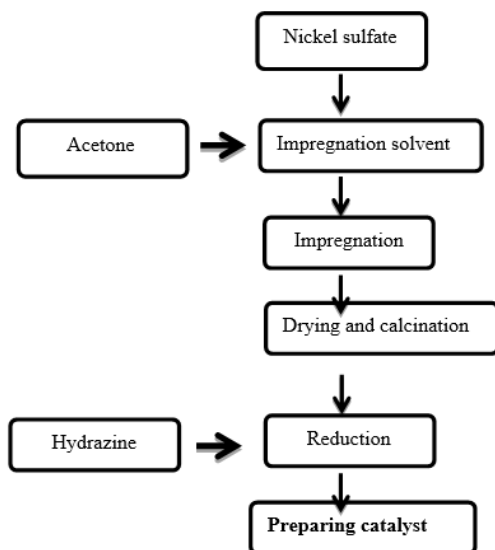 Nickel sulfate
Acetone
Impregnation solvent
Impregnation
Drying and calcination
Hydrazine
Reduction
Preparing catalyst